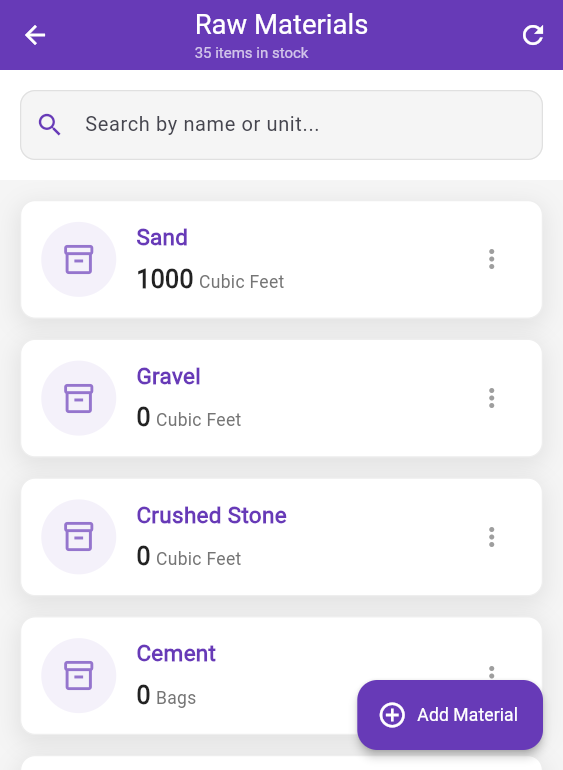 Raw Materials
35 items in stock
Search by name or unit...
Sand
1000 Cubic Feet
Gravel
0 Cubic Feet
Crushed Stone
0 Cubic Feet
Cement
0 Bags
Add Material